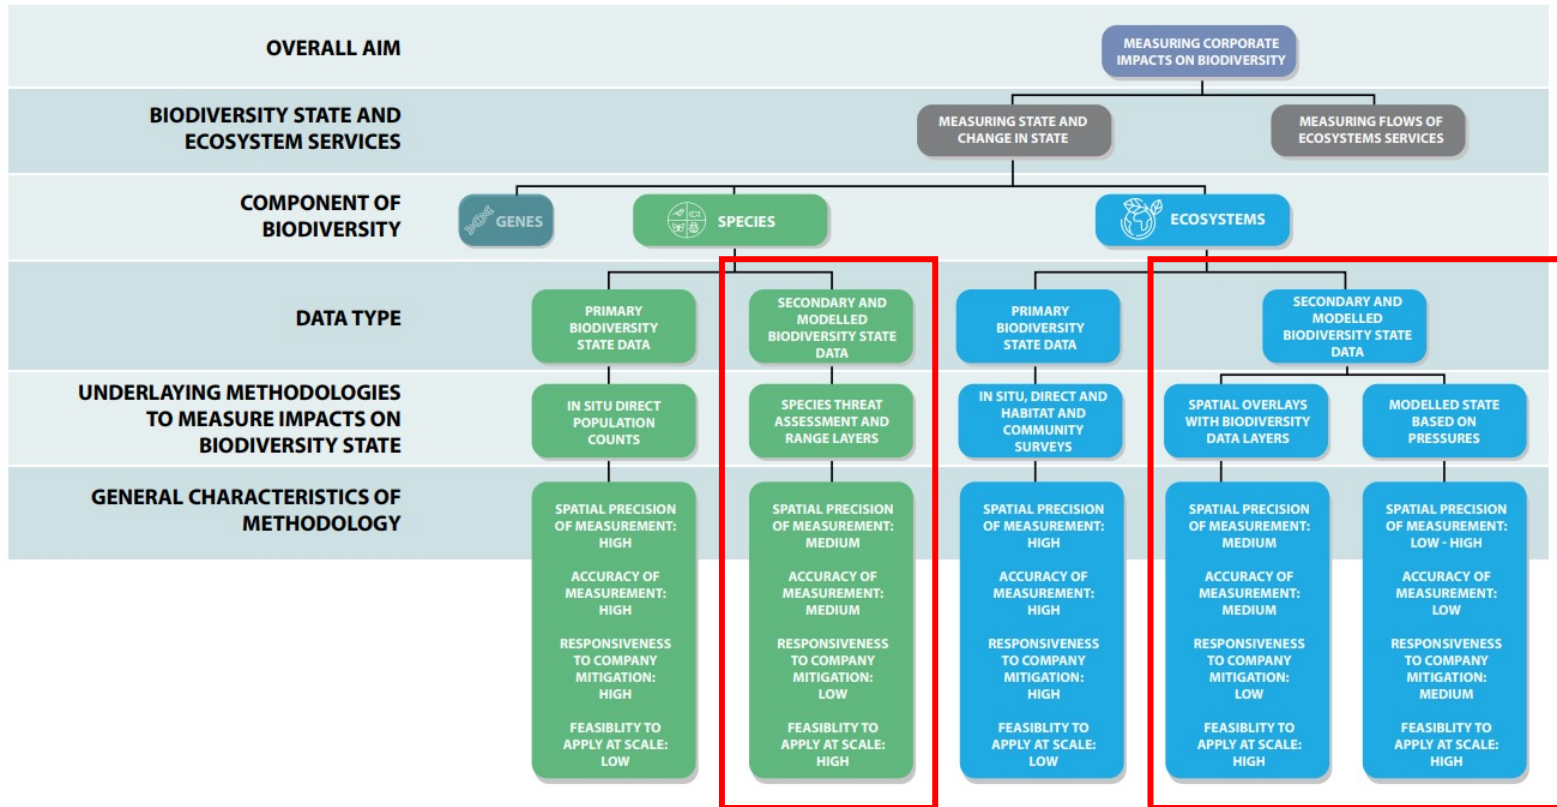 OVERALL AIM
MEASURING CORPORATE
IMPACTS ON BIODIVERSITY
BIODIVERSITY STATE AND
ECOSYSTEM SERVICES
MEASURING STATE AND
CHANGE IN STATE
MEASURING FLOWS OF
ECOSYSTEMS SERVICES
COMPONENT OF
BIODIVERSITY
GENES
SPECIES
ECOSYSTEMS
DATA TYPE
PRIMARY
BIODIVERSITY
STATE DATA
SECONDARY AND
MODELLED
BIODIVERSITY STATE
DATA
PRIMARY
BIODIVERSITY
STATE DATA
SECONDARY AND
MODELLED
BIODIVERSITY STATE
DATA
UNDERLAYING METHODOLOGIES
TO MEASURE IMPACTS ON
BIODIVERSITY STATE
IN SITU DIRECT
POPULATION
COUNTS
SPECIES THREAT
ASSESSMENT AND
RANGE LAYERS
IN SITU, DIRECT AND
HABITAT AND
COMMUNITY
SURVEYS
SPATIAL OVERLAYS
WITH BIODIVERSITY
DATA LAYERS
MODELLED STATE
BASED ON
PRESSURES
GENERAL CHARACTERISTICS OF
METHODOLOGY
SPATIAL PRECISION
OF MEASUREMENT:
HIGH
ACCURACY OF
MEASUREMENT:
HIGH
RESPONSIVENESS
TO COMPANY
MITIGATION:
HIGH
FEASIBLITY TO
APPLY AT SCALE:
LOW
SPATIAL PRECISION
OF MEASUREMENT:
MEDIUM
ACCURACY OF
MEASUREMENT:
MEDIUM
RESPONSIVENESS
TO COMPANY
MITIGATION:
LOW
FEASIBLITY TO
APPLY AT SCALE:
HIGH
SPATIAL PRECISION
OF MEASUREMENT:
HIGH
ACCURACY OF
MEASUREMENT:
HIGH
RESPONSIVENESS
TO COMPANY
MITIGATION:
HIGH
FEASIBLITY TO
APPLY AT SCALE:
LOW
SPATIAL PRECISION
OF MEASUREMENT:
MEDIUM
ACCURACY OF
MEASUREMENT:
MEDIUM
RESPONSIVENESS
TO COMPANY
MITIGATION:
LOW
FEASIBLITY TO
APPLY AT SCALE:
HIGH
SPATIAL PRECISION
OF MEASUREMENT:
LOW - HIGH
ACCURACY OF
MEASUREMENT:
LOW
RESPONSIVENESS
TO COMPANY
MITIGATION:
MEDIUM
FEASIBLITY TO
APPLY AT SCALE:
HIGH